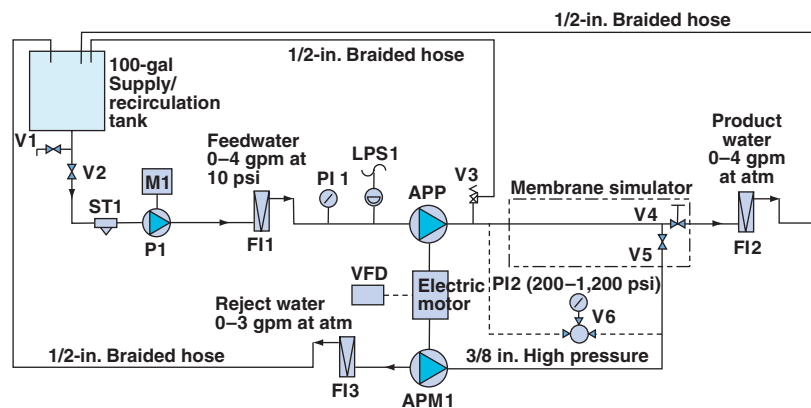 1/2-in. Braided hose
1/2-in. Braided hose
100-gal
Supply/
recirculation
tank
V1
V2
M1
ST1
P1
Feedwater
0–4 gpm at
10 psi
FI1
PI 1
LPS1
APP
V3
Membrane simulator
V4
V5
Product
water
0–4 gpm
at atm
FI2
VFD
Electric
motor
PI2 (200–1,200 psi)
V6
Reject water
0–3 gpm at atm
1/2-in. Braided hose
FI3
APM1
3/8 in. High pressure